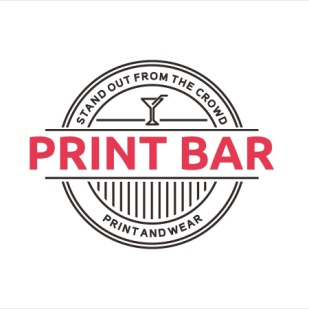 STAND OUT FROM THE CROWD
PRINT BAR
PRINT AND WEAR